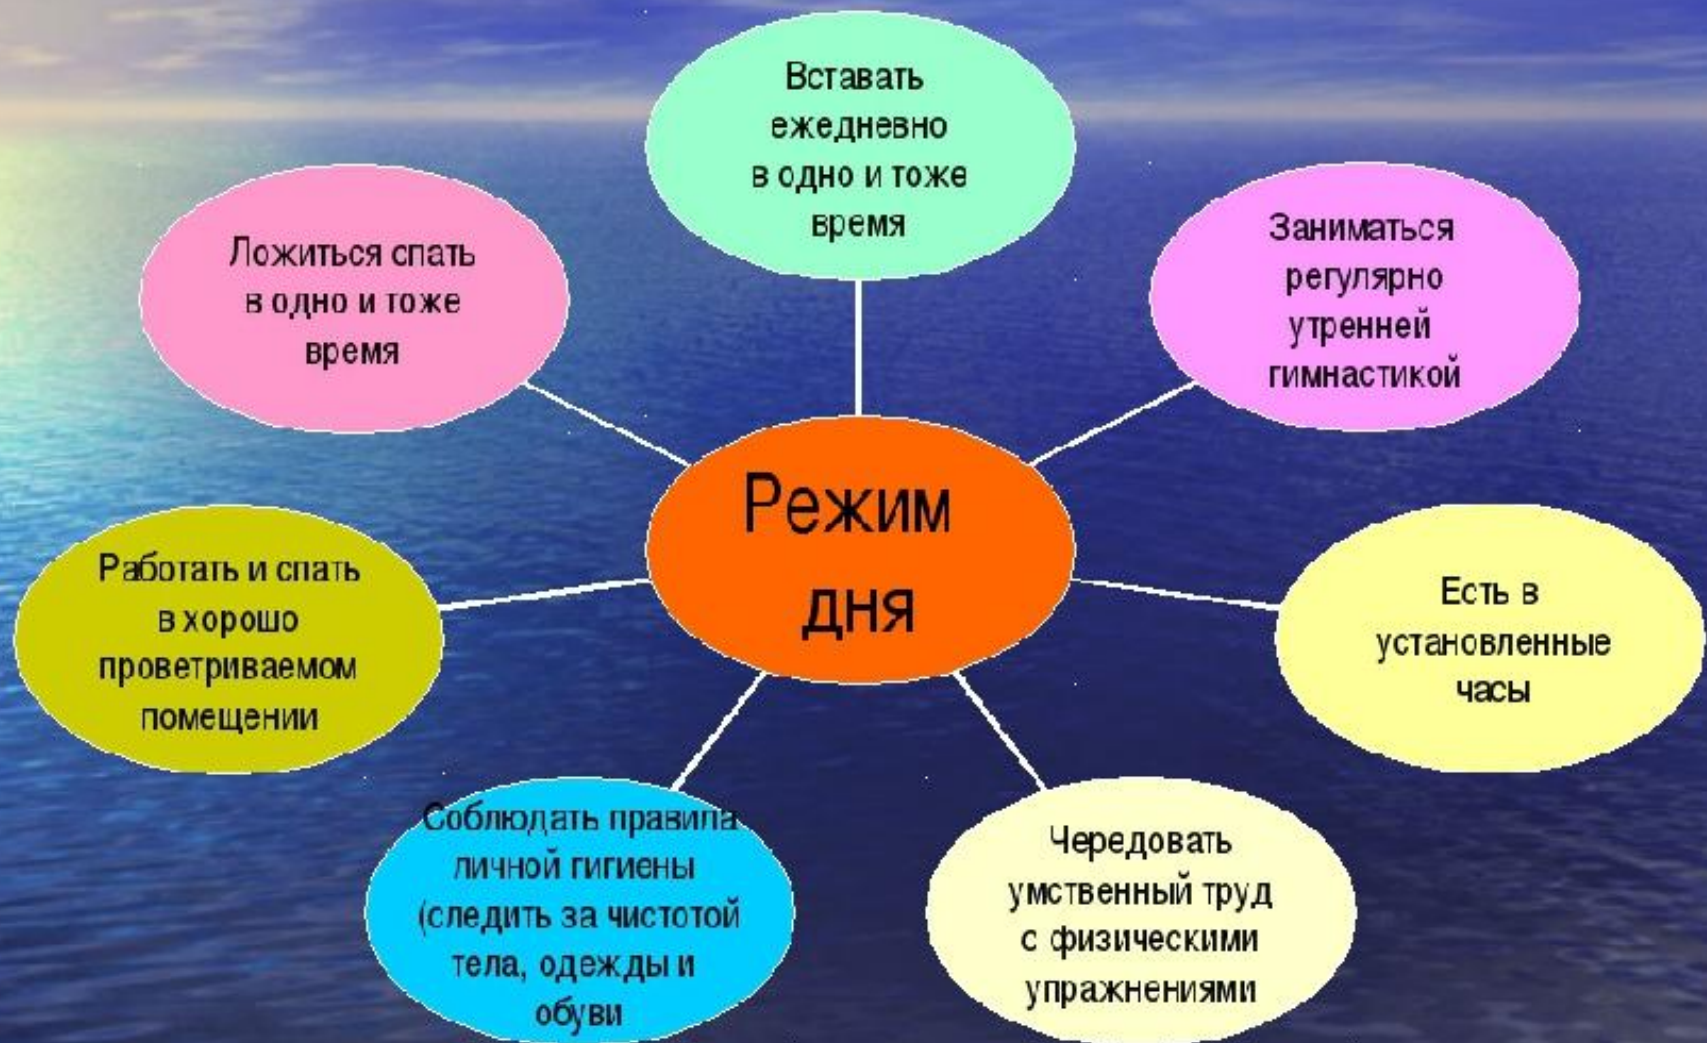 Вставать
ежедневно
в одно и тоже
время
Заниматься
регулярно
утренней
гимнастикой
Есть в
установленные
часы
Чередовать
умственный труд
с физическими
упражнениями
Соблюдать правила
личной гигиены
(следить за чистотой
тела, одежды и
обуви
Работать и спать
в хорошо
проветриваемом
помещении
Ложиться спать
в одно и тоже
время
Режим
дня